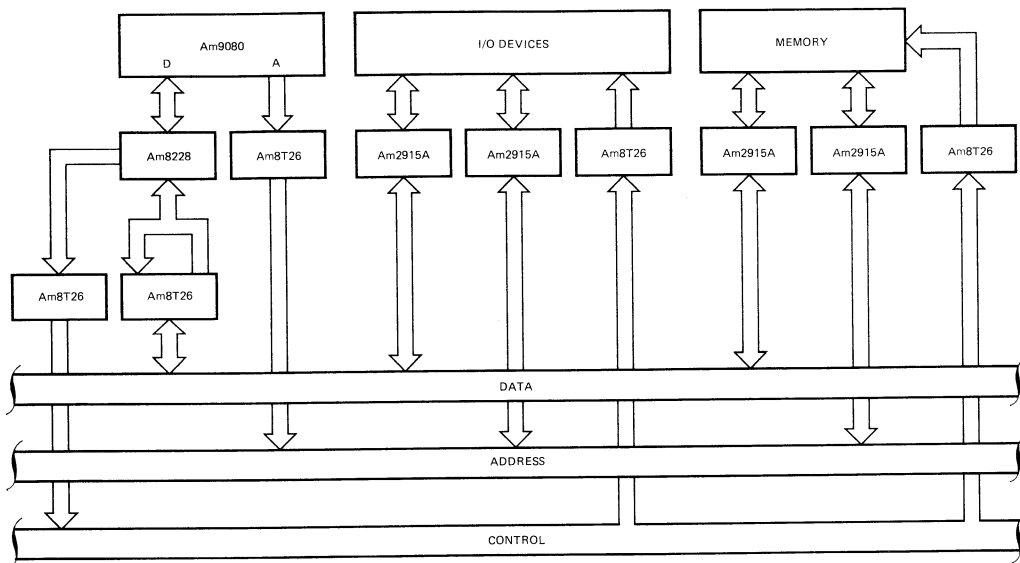 Am9080
D A
I/O DEVICES
MEMORY
Am8228
Am8T26
Am2915A
Am2915A
Am8T26
Am2915A
Am2915A
Am8T26
Am8T26
Am8T26
DATA
ADDRESS
CONTROL